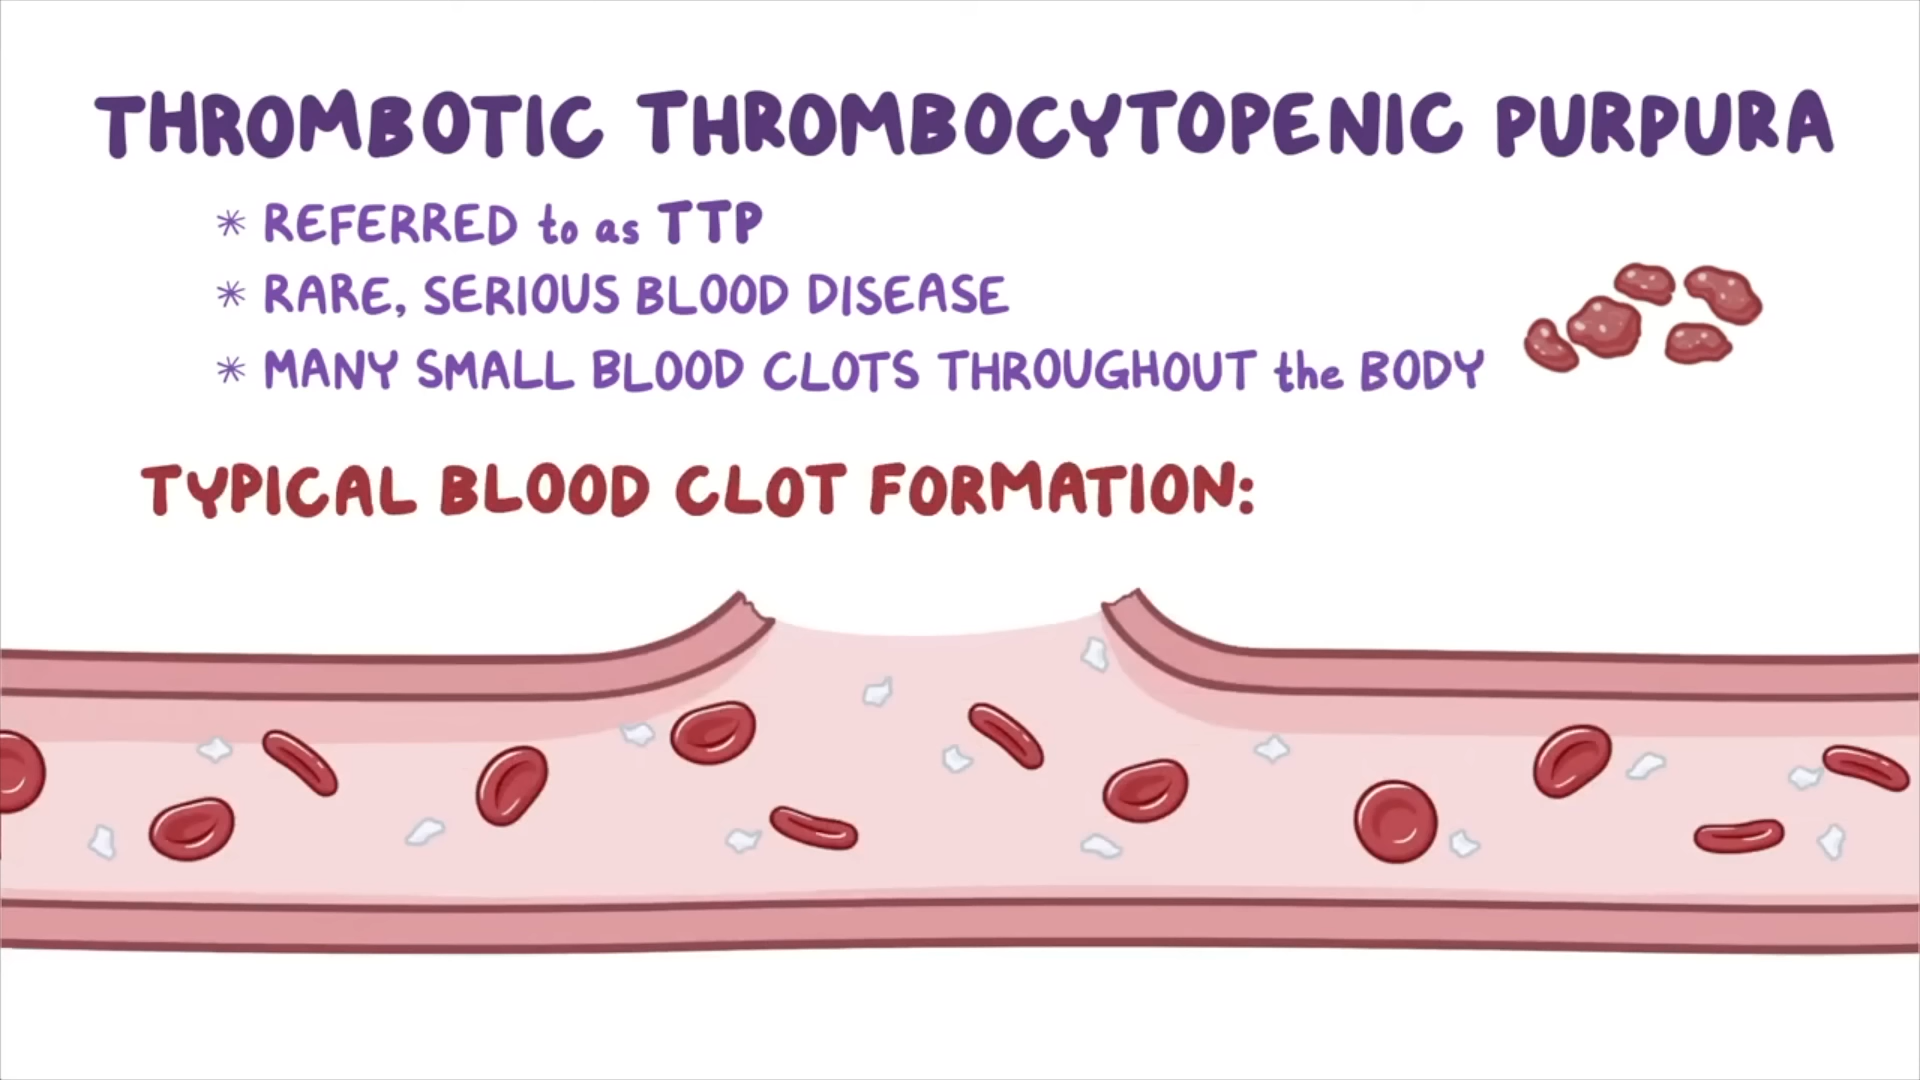 THROMBOTIC THROMBOCYTOPENIC PURPURA
* REFERRED to as TTP
* RARE, SERIOUS BLOOD DISEASE
* MANY SMALL BLOOD CLOTS THROUGHOUT the BODY
TYPICAL BLOOD CLOT FORMATION: